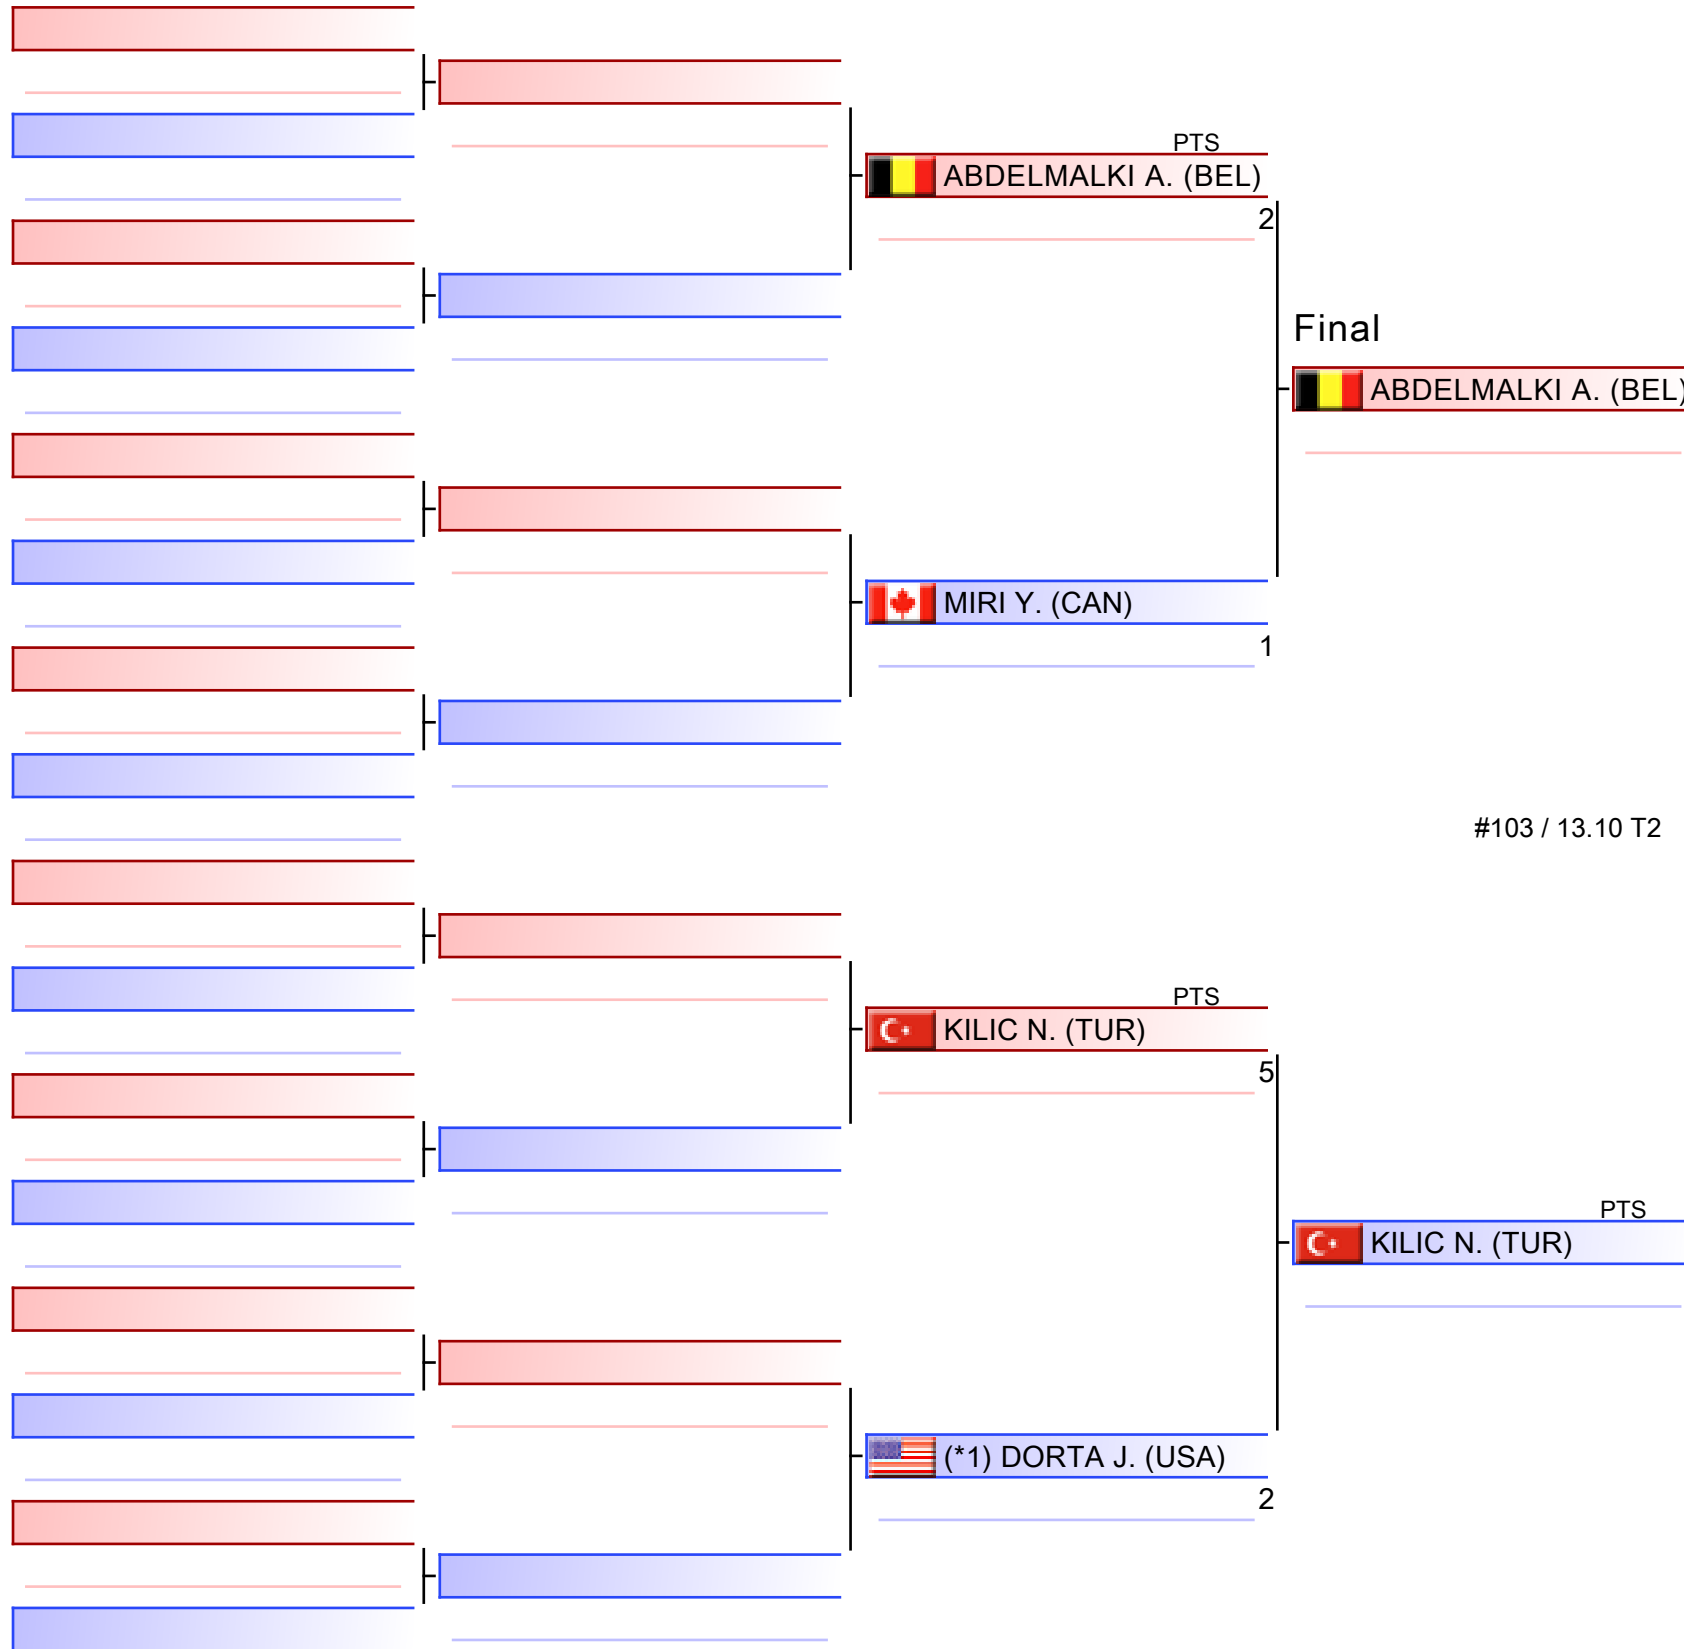 PTS
ABDELMALKI A. (BEL)
2
Final
ABDELMALKI A. (BEL)
MIRI Y. (CAN)
1
#103 / 13.10 T2
PTS
KILIC N. (TUR)
5
PTS
KILIC N. (TUR)
(*1) DORTA J. (USA)
2